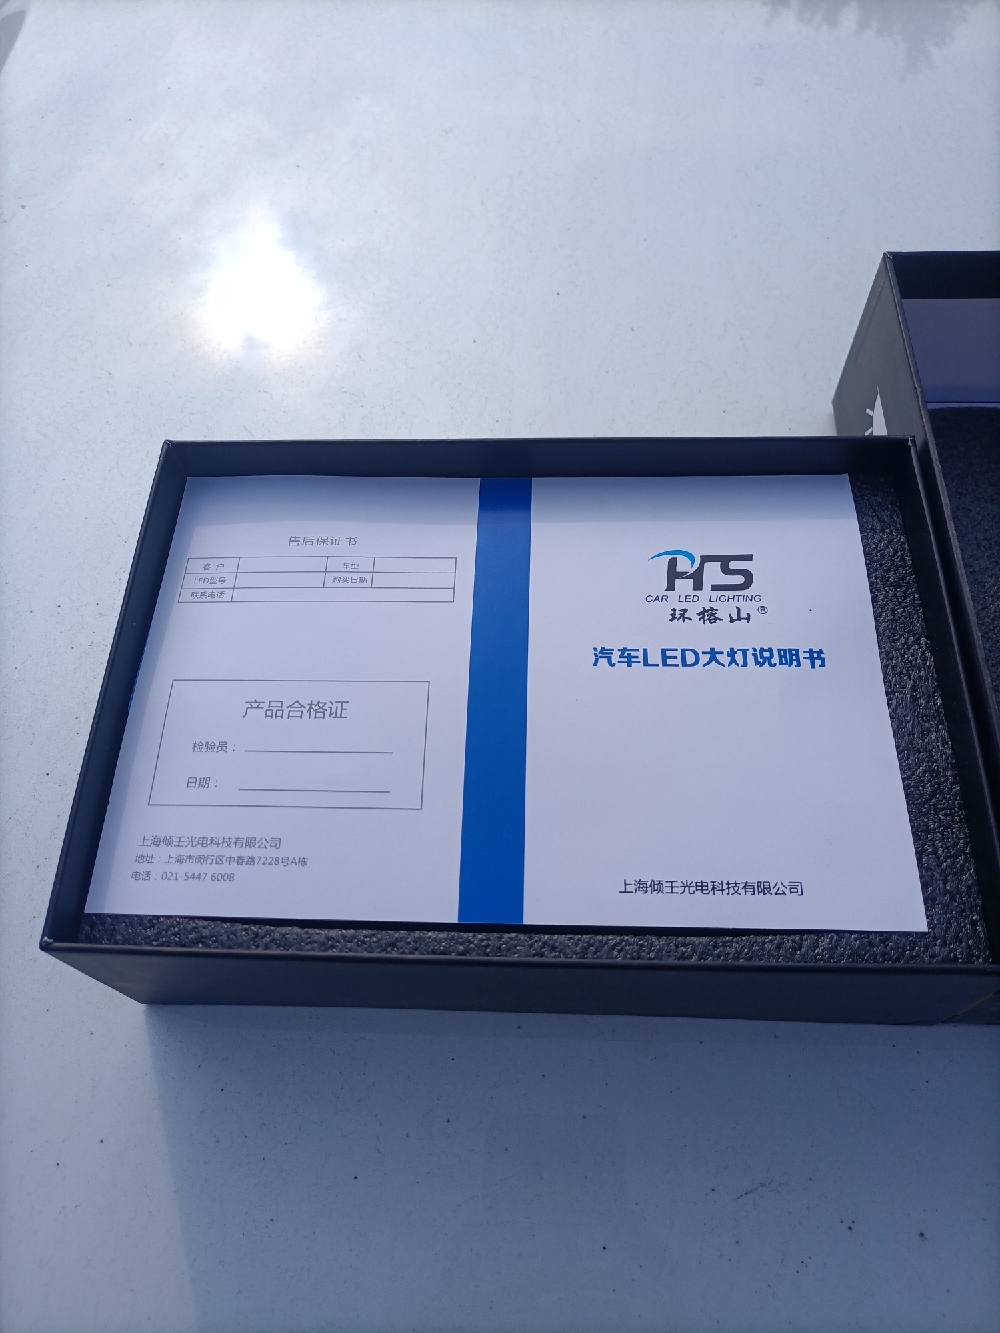 售后保证书
客 户
车型
LED型号
购买日期
联系电话
产品合格证
检验员：
日期：
上海倾王光电科技有限公司
地址：上海市闵行区中春路7228号A栋
电话：021-5447 6008
HTS
CAR LED LIGHTING
环榕山®
汽车LED大灯说明书
上海倾王光电科技有限公司